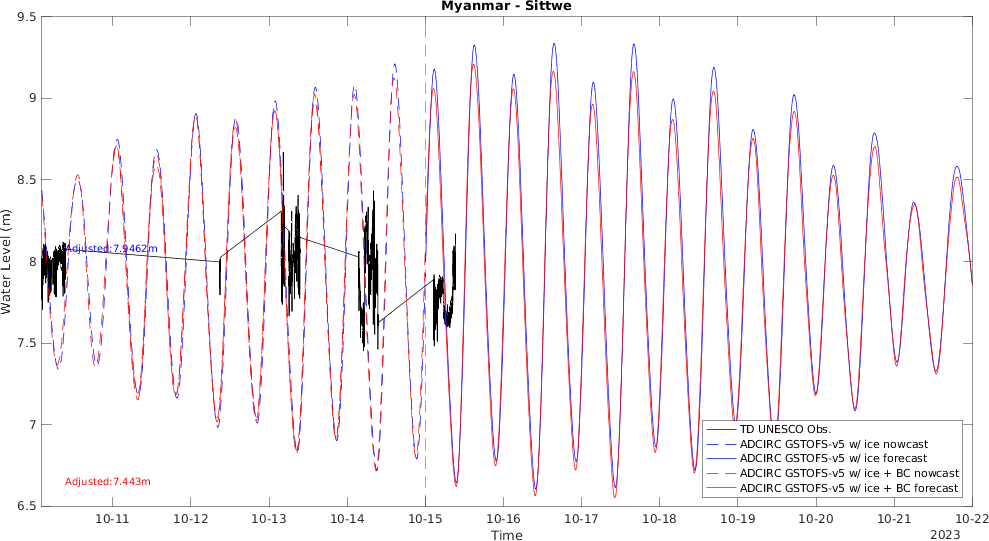 Myanmar - Sittwe
9.5
9
8.5
8
7.5
7
6.5
Water Level (m)
Adjusted:7.9462m
Adjusted:7.443m
TD UNESCO Obs.
ADCIRC GSTOFS-v5 w/ ice nowcast
ADCIRC GSTOFS-v5 w/ ice forecast
ADCIRC GSTOFS-v5 w/ ice + BC nowcast
ADCIRC GSTOFS-v5 w/ ice + BC forecast
10-11 10-12 10-13 10-14 10-15 10-16 10-17 10-18 10-19 10-20 10-21 10-22
Time
2023